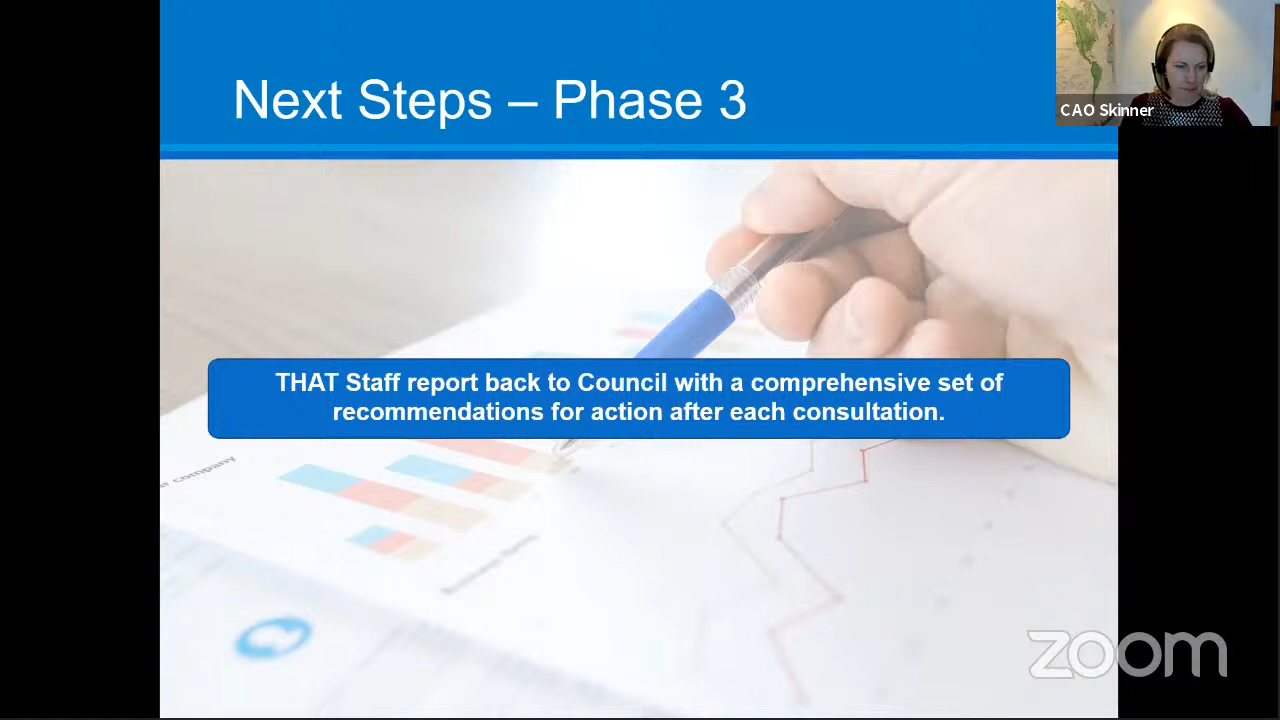 Next Steps – Phase 3
CAO Skinner
THAT Staff report back to Council with a comprehensive set of
recommendations for action after each consultation.
company
zoom